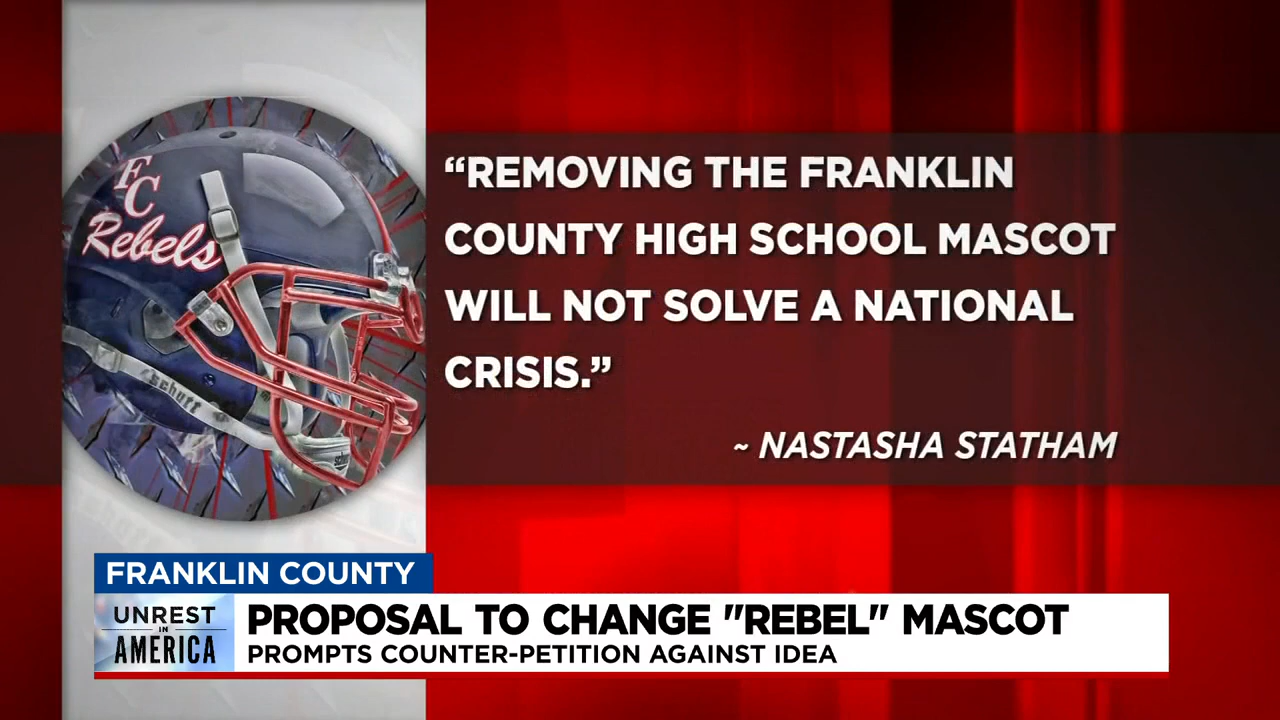 FC
Rebels
Schutt
“REMOVING THE FRANKLIN
COUNTY HIGH SCHOOL MASCOT
WILL NOT SOLVE A NATIONAL
CRISIS.”
~ NASTASHA STATHAM
FRANKLIN COUNTY
UNREST
IN
AMERICA
PROPOSAL TO CHANGE "REBEL" MASCOT
PROMPTS COUNTER-PETITION AGAINST IDEA